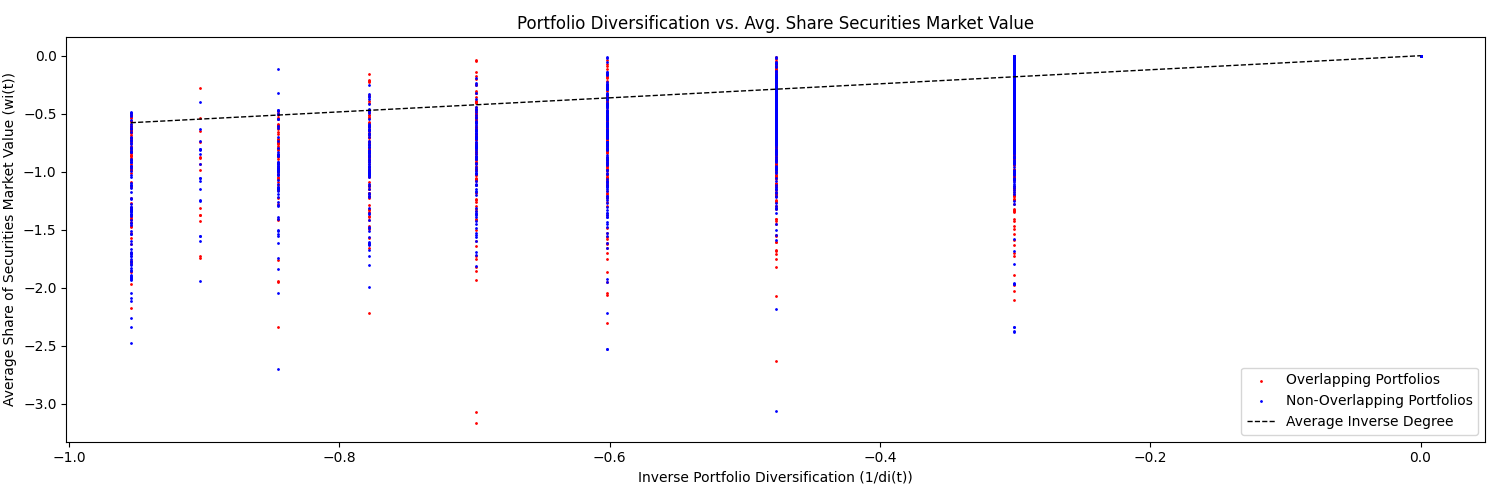 Portfolio Diversification vs. Avg. Share Securities Market Value
Average Share of Securities Market Value (wi(t))
0.0
−0.5
−1.0
−1.5
−2.0
−2.5
−3.0
Overlapping Portfolios
Non-Overlapping Portfolios
Average Inverse Degree
−1.0 −0.8 −0.6 −0.4 −0.2 0.0
Inverse Portfolio Diversification (1/di(t))